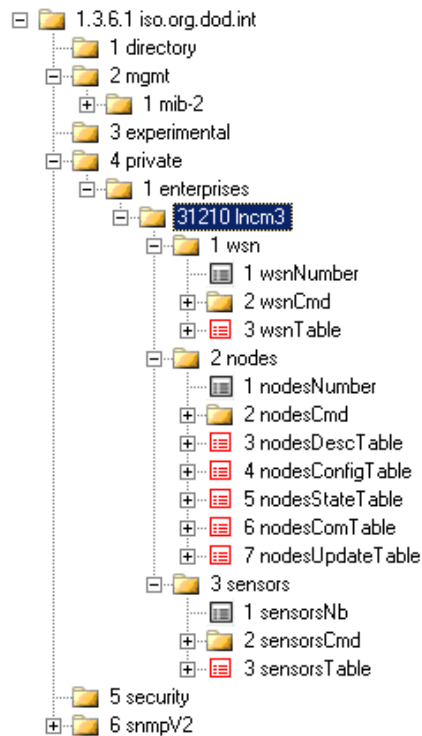 1.3.6.1 iso.org.dod.int
1 directory
2 mgmt
1 mib-2
3 experimental
4 private
1 enterprises
31210 lncm3
1 wsn
1 wsnNumber
2 wsnCmd
3 wsnTable
2 nodes
1 nodesNumber
2 nodesCmd
3 nodesDescTable
4 nodesConfigTable
5 nodesStateTable
6 nodesComTable
7 nodesUpdateTable
3 sensors
1 sensorsNb
2 sensorsCmd
3 sensorsTable
5 security
6 snmpV2